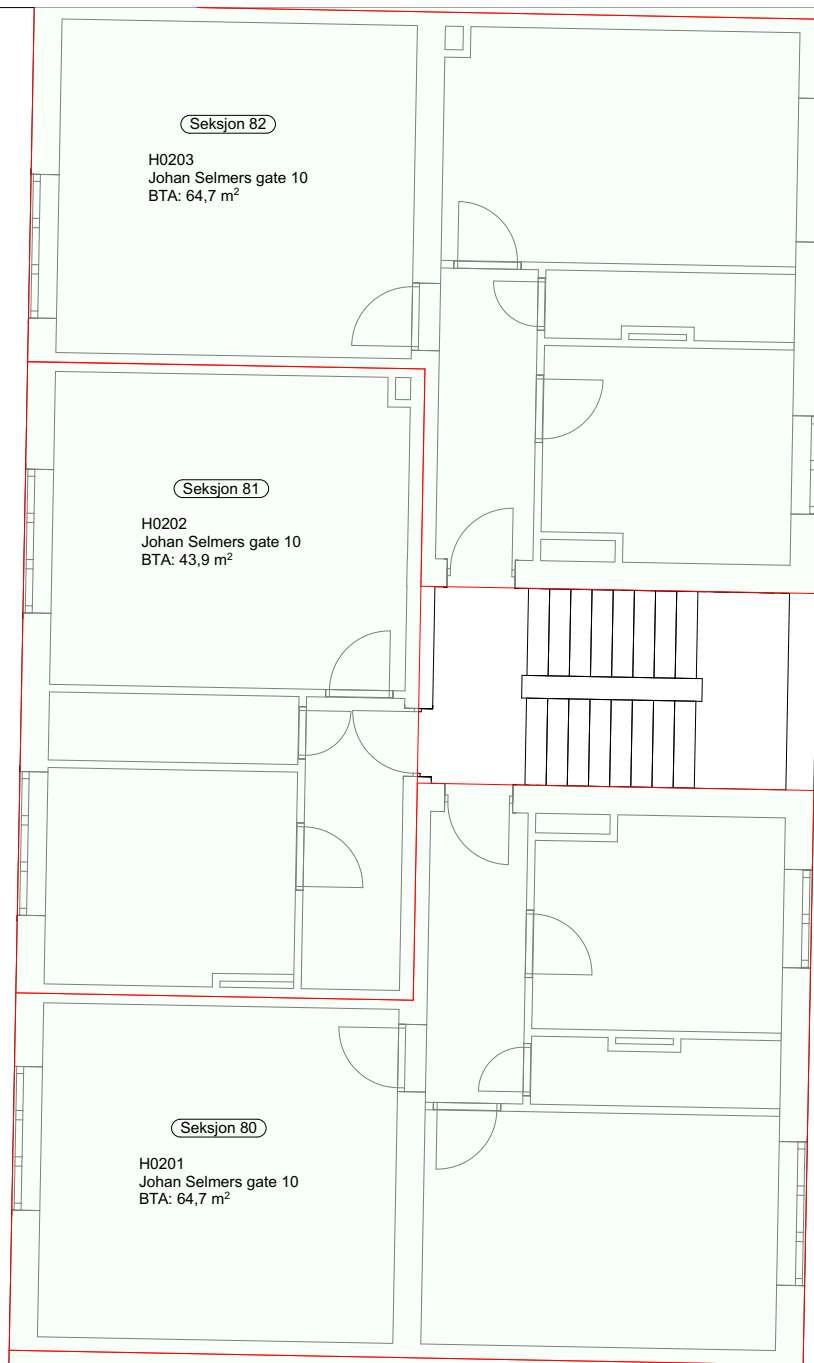 Seksjon 82
H0203
Johan Selmers gate 10
BTA: 64,7 m²
Seksjon 81
H0202
Johan Selmers gate 10
BTA: 43,9 m²
Seksjon 80
H0201
Johan Selmers gate 10
BTA: 64,7 m²